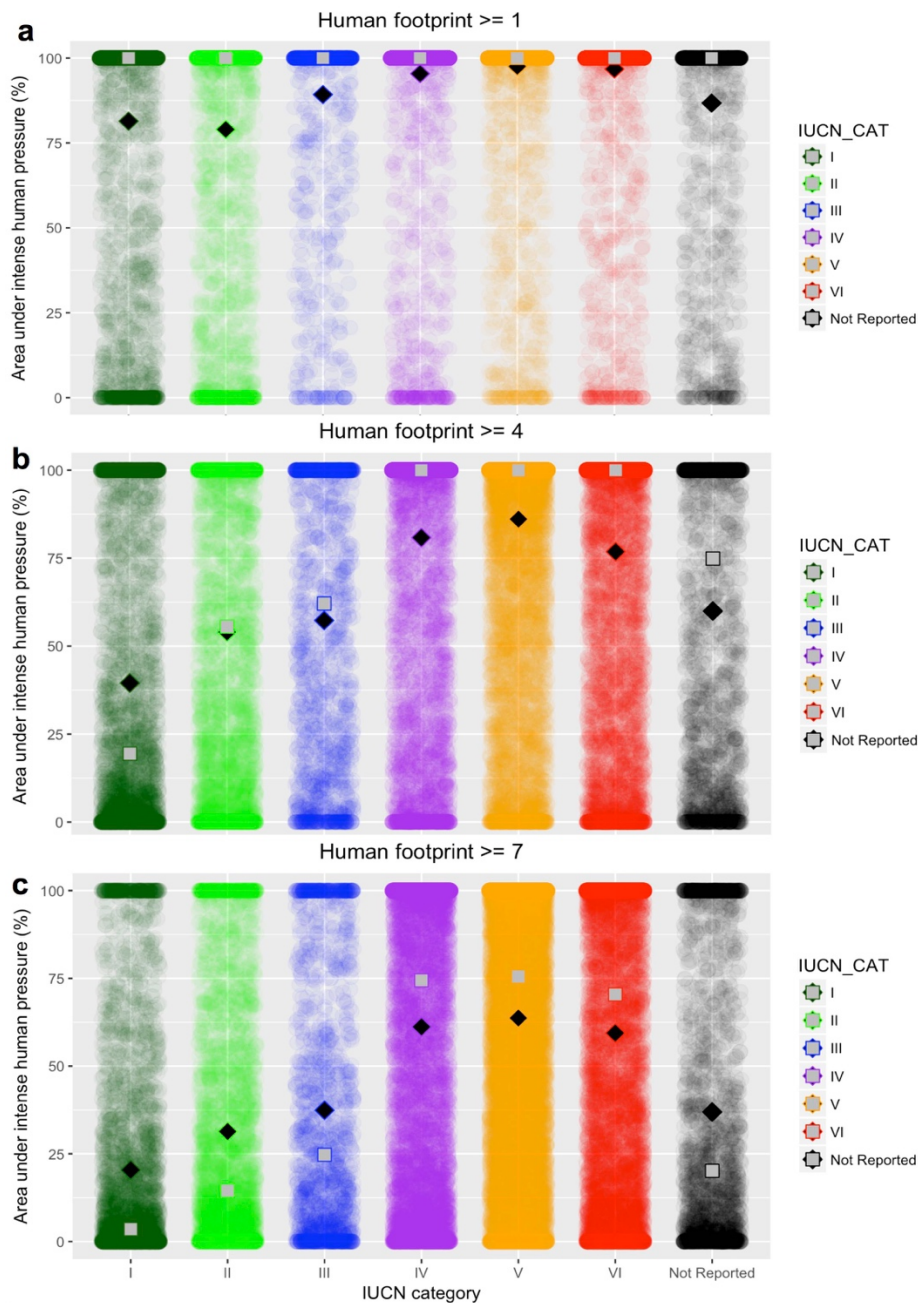 a
Human footprint >= 1
Area under intense human pressure (%)
100
75
50
25
0
IUCN_CAT
I
II
III
IV
V
VI
Not Reported
b
Human footprint >= 4
Area under intense human pressure (%)
100
75
50
25
0
IUCN_CAT
I
II
III
IV
V
VI
Not Reported
c
Human footprint >= 7
Area under intense human pressure (%)
100
75
50
25
0
IUCN_CAT
I
II
III
IV
V
VI
Not Reported
I II III IV V VI Not Reported
IUCN category